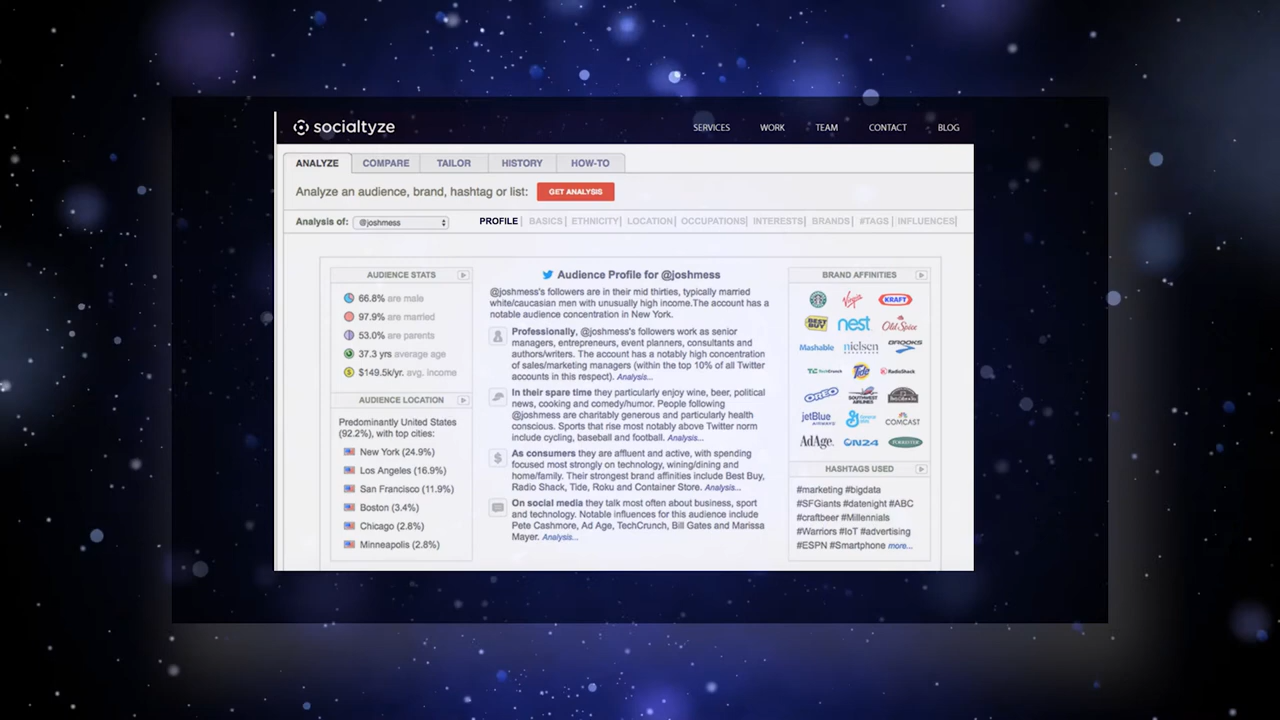 socialtyze
SERVICES WORK TEAM CONTACT BLOG
ANALYZE COMPARE TAILOR HISTORY HOW-TO
Analyze an audience, brand, hashtag or list: GET ANALYSIS
Analysis of: @joshmess PROFILE | BASICS | ETHNICITY | LOCATION | OCCUPATIONS | INTERESTS | BRANDS | #TAGS | INFLUENCES |
AUDIENCE STATS
66.8% are male
97.9% are married
53.0% are parents
37.3 yrs average age
$149.5k/yr. avg. income
AUDIENCE LOCATION
Predominantly United States
(92.2%), with top cities:
New York (24.9%)
Los Angeles (16.9%)
San Francisco (11.9%)
Boston (3.4%)
Chicago (2.8%)
Minneapolis (2.8%)
Audience Profile for @joshmess
@joshmess's followers are in their mid thirties, typically married
white/caucasian men with unusually high income.The account has a
notable audience concentration in New York.
Professionally, @joshmess's followers work as senior
managers, entrepreneurs, event planners, consultants and
authors/writers. The account has a notably high concentration
of sales/marketing managers (within the top 10% of all Twitter
accounts in this respect). Analysis...
In their spare time they particularly enjoy wine, beer, political
news, cooking and comedy/humor. People following
@joshmess are charitably generous and particularly health
conscious. Sports that rise most notably above Twitter norm
include cycling, baseball and football. Analysis...
As consumers they are affluent and active, with spending
focused most strongly on technology, wining/dining and
home/family. Their strongest brand affinities include Best Buy,
Radio Shack, Tide, Roku and Container Store. Analysis...
On social media they talk most often about business, sport
and technology. Notable influences for this audience include
Pete Cashmore, Ad Age, TechCrunch, Bill Gates and Marissa
Mayer. Analysis...
BRAND AFFINITIES
Virgin KRAFT
BEST BUY nest Old Spice
Mashable nielsen BROOKS
TechCrunch Tide RadioShack
OREO SOUTHWEST AIRLINES
jetBlue AIRWAYS General Mills COMCAST
AdAge ON24 FORRESTER
HASHTAGS USED
#marketing #bigdata
#SFGiants #datenight #ABC
#craftbeer #Millennials
#Warriors #IoT #advertising
#ESPN #Smartphone more...